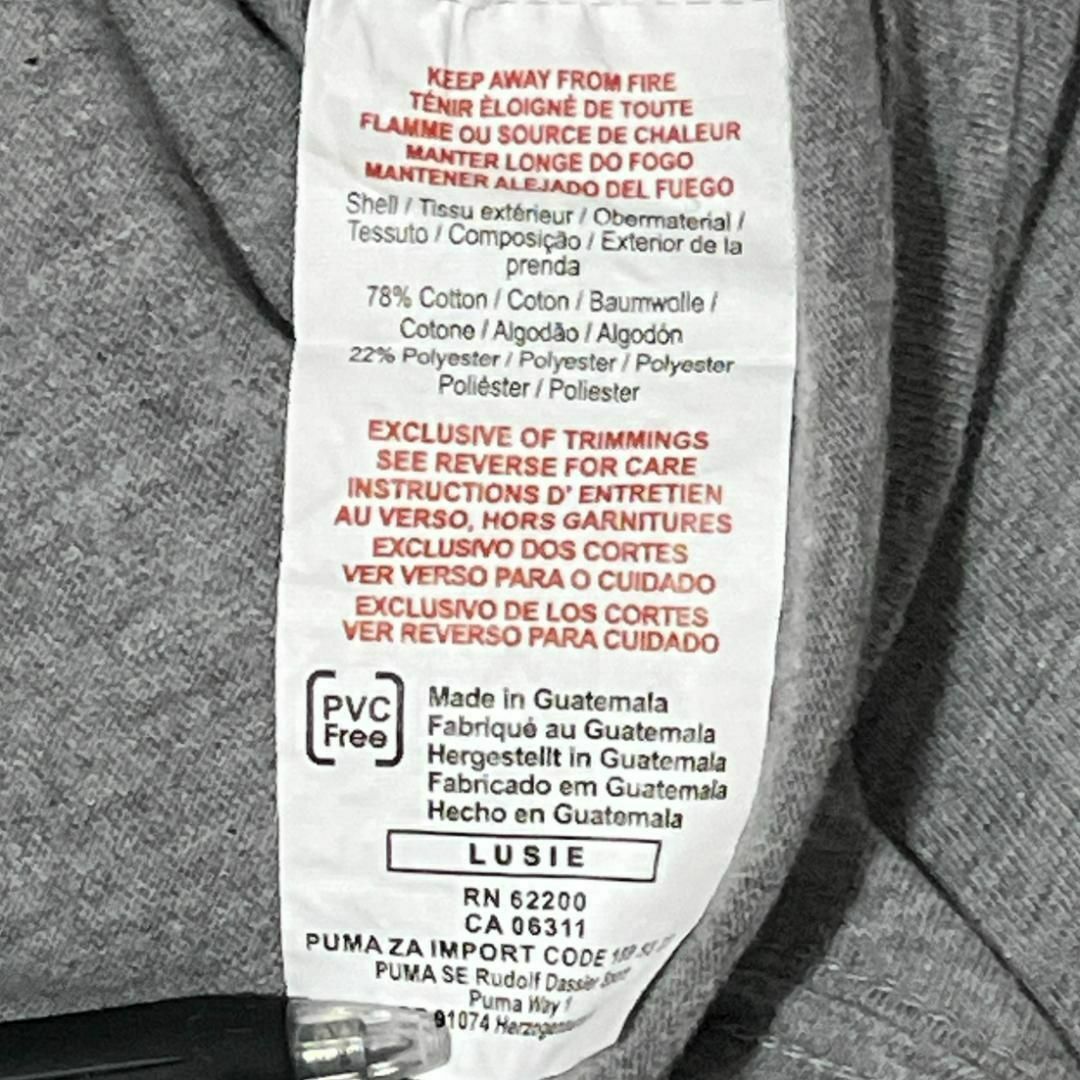 KEEP AWAY FROM FIRE
TÉNIR ÈLOIGNÈ DE TOUTE
FLAMME OU SOURCE DE CHALEUR
MANTER LONGE DO FOGO
MANTENER ALEJADO DEL FUEGO
Shell / Tissu extérieur / Obermaterial /
Tessuto / Composição / Exterior de la
prenda
78% Cotton / Coton / Baumwolle /
Cotone / Algodão / Algodón
22% Polyester / Polyester / Polyester
Poliéster / Poliester
EXCLUSIVE OF TRIMMINGS
SEE REVERSE FOR CARE
INSTRUCTIONS D' ENTRETIEN
AU VERSO, HORS GARNITURES
EXCLUSIVO DOS CORTES
VER VERSO PARA O CUIDADO
EXCLUSIVO DE LOS CORTES
VER REVERSO PARA CUIDADO
PVC
Free
Made in Guatemala
Fabriqué au Guatemala
Hergestellt in Guatemala
Fabricado em Guatemala
Hecho en Guatemala
LUSIE
RN 62200
CA 06311
PUMA ZA IMPORT CODE
PUMA SE Rudolf Dassler
Puma Way 1
91074